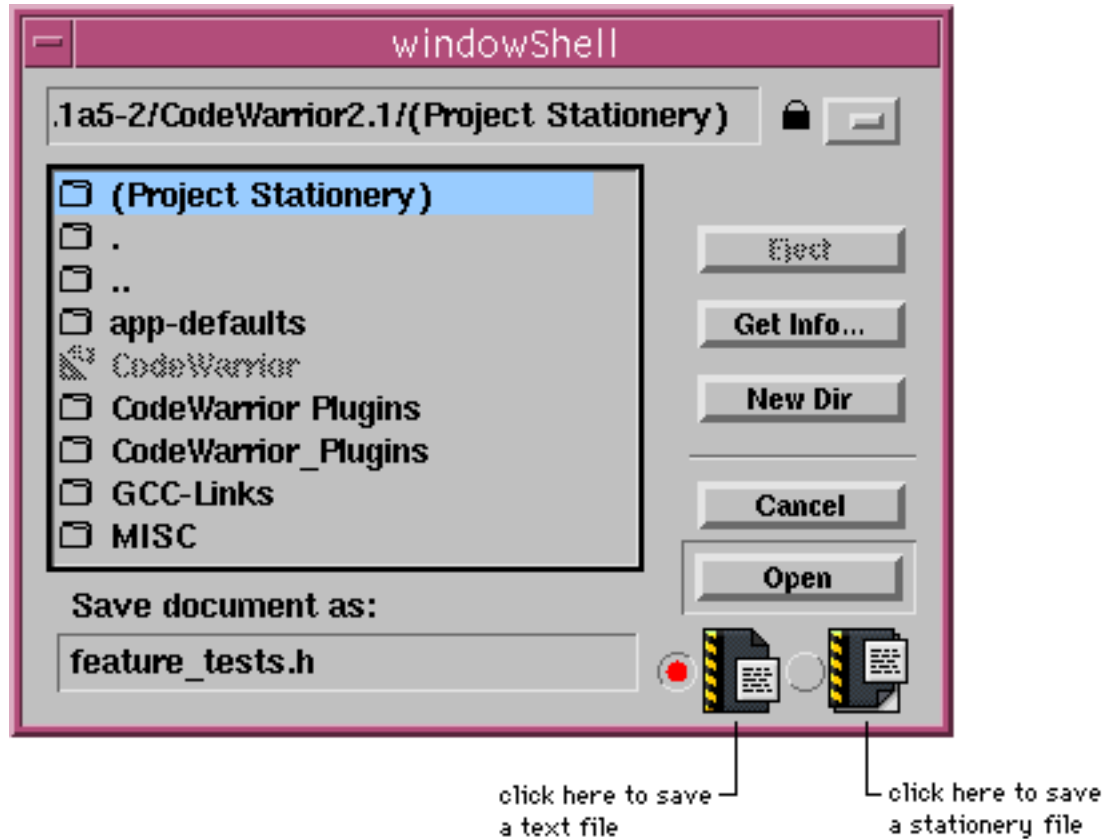 windowShell
.1a5-2/CodeWarrior2.1/(Project Stationery)
(Project Stationery)
.
..
app-defaults
CodeWarrior
CodeWarrior Plugins
CodeWarrior_Plugins
GCC-Links
MISC
Eject
Get Info...
New Dir
Cancel
Open
Save document as:
feature_tests.h
click here to save
a text file
click here to save
a stationery file